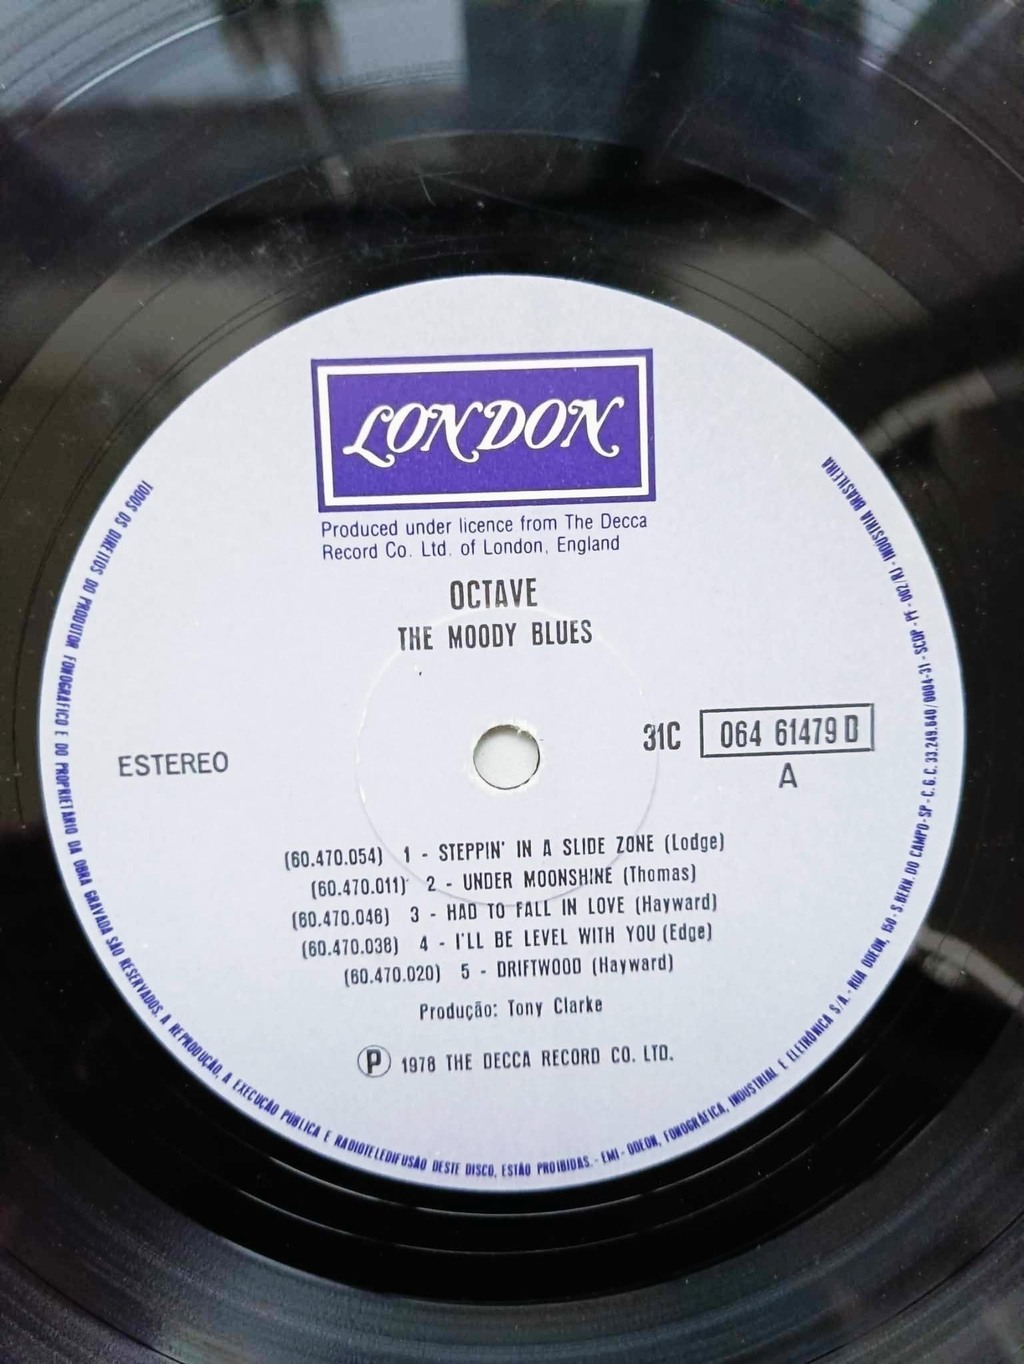 LONDON
Produced under licence from The Decca
Record Co. Ltd. of London, England
OCTAVE
THE MOODY BLUES
ESTEREO
31C 064 61479 D
A
(60.470.054) 1 - STEPPIN' IN A SLIDE ZONE (Lodge)
(60.470.011) 2 - UNDER MOONSHINE (Thomas)
(60.470.046) 3 - HAD TO FALL IN LOVE (Hayward)
(60.470.038) 4 - I'LL BE LEVEL WITH YOU (Edge)
(60.470.020) 5 - DRIFTWOOD (Hayward)
Produção: Tony Clarke
P 1978 THE DECCA RECORD CO. LTD.
TODOS OS DIREITOS DO PRODUTOR FONOGRÁFICO E DO PROPRIETÁRIO DA OBRA GRAVADA SÃO RESERVADOS. A REPRODUÇÃO, A EXECUÇÃO PÚBLICA E RADIOTELEDIFUSÃO DESTE DISCO, ESTÃO PROIBIDAS. - EMI - ODEON, FONOGRÁFICA, INDUSTRIAL E ELETRÔNICA S/A. - RUA ODEON, 150 - S.BERN. DO CAMPO - SP - C.G.C. 33.249.640/0004-31 - SCDP - PF - 002/RJ - INDÚSTRIA BRASILEIRA